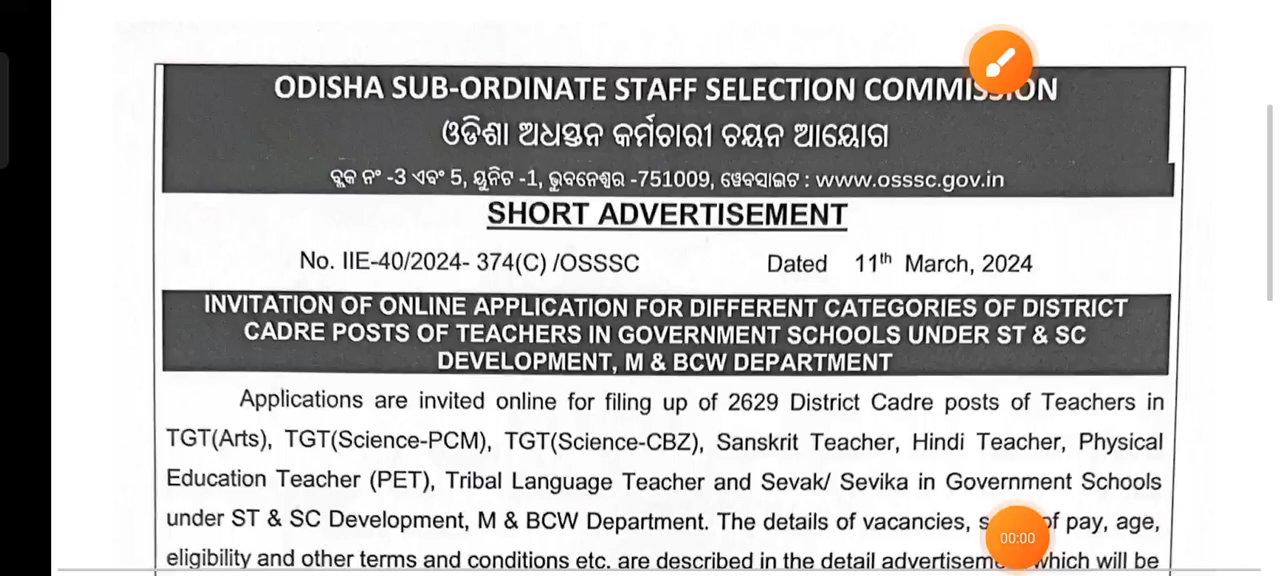 ODISHA SUB-ORDINATE STAFF SELECTION COMMISSION
ଓଡିଶା ଅଧସ୍ତନ କର୍ମଚାରୀ ଚୟନ ଆୟୋଗ
ବ୍ଲକ ନଂ -3 ଏବଂ 5, ୟୁନିଟ -1, ଭୁବନେଶ୍ୱର -751009, ୱେବସାଇଟ : www.osssc.gov.in
SHORT ADVERTISEMENT
No. IIE-40/2024- 374(C) /OSSSC Dated 11th March, 2024
INVITATION OF ONLINE APPLICATION FOR DIFFERENT CATEGORIES OF DISTRICT
CADRE POSTS OF TEACHERS IN GOVERNMENT SCHOOLS UNDER ST & SC
DEVELOPMENT, M & BCW DEPARTMENT
Applications are invited online for filing up of 2629 District Cadre posts of Teachers in
TGT(Arts), TGT(Science-PCM), TGT(Science-CBZ), Sanskrit Teacher, Hindi Teacher, Physical
Education Teacher (PET), Tribal Language Teacher and Sevak/ Sevika in Government Schools
under ST & SC Development, M & BCW Department. The details of vacancies, of pay, age,
00:00
eligibility and other terms and conditions etc. are described in the detail advertisement which will be